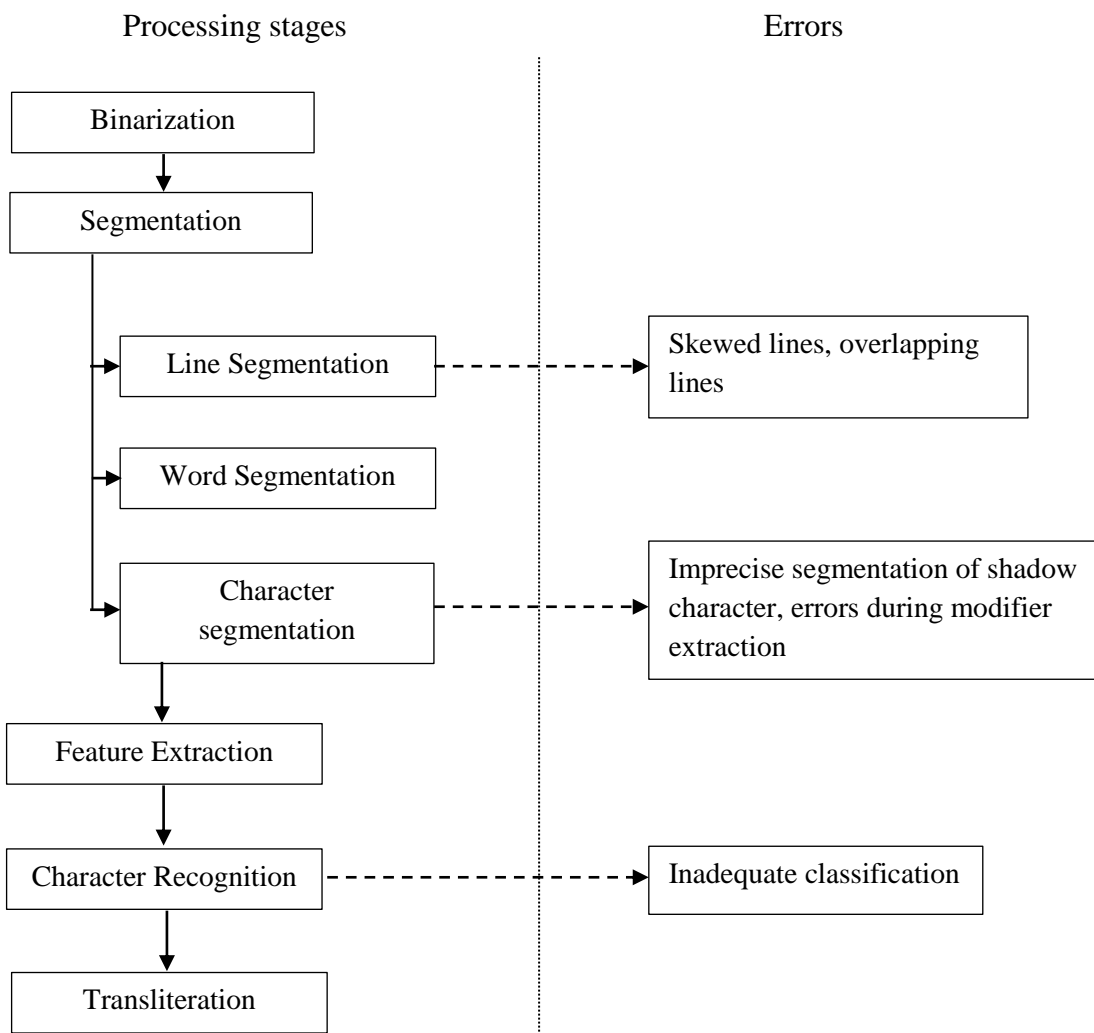 Processing stages
Errors
Binarization
Segmentation
Line Segmentation
Skewed lines, overlapping
lines
Word Segmentation
Character
segmentation
Imprecise segmentation of shadow
character, errors during modifier
extraction
Feature Extraction
Character Recognition
Inadequate classification
Transliteration